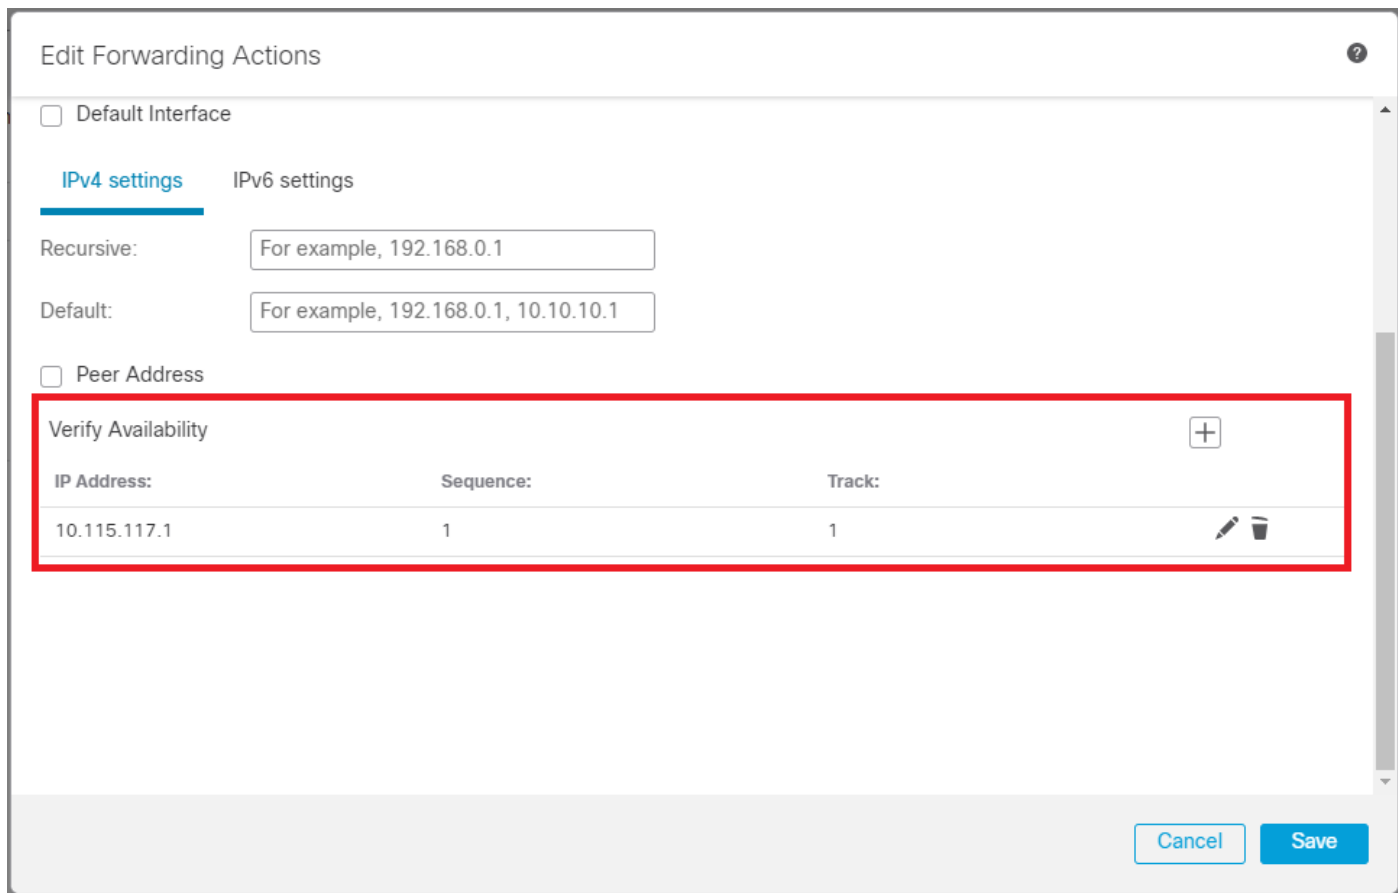 Edit Forwarding Actions
Default Interface
IPv4 settings IPv6 settings
Recursive: For example, 192.168.0.1
Default: For example, 192.168.0.1, 10.10.10.1
Peer Address
Verify Availability
IP Address: Sequence: Track:
10.115.117.1 1 1
Cancel Save